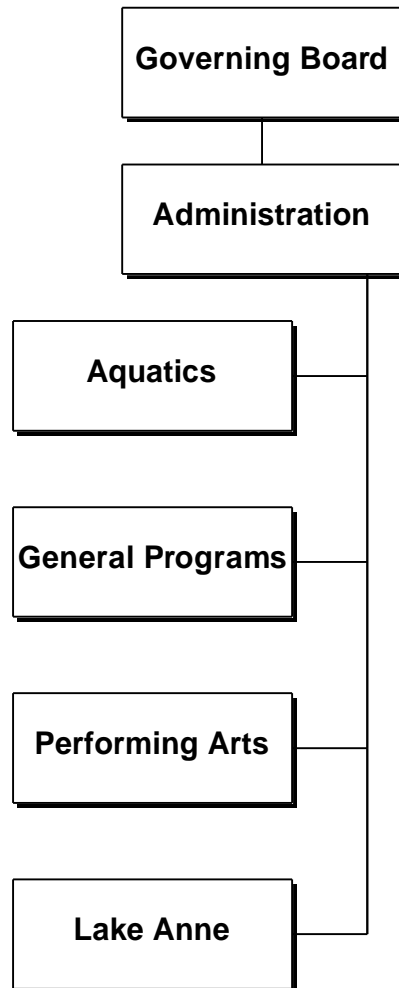 Governing Board
Administration
Aquatics
General Programs
Performing Arts
Lake Anne